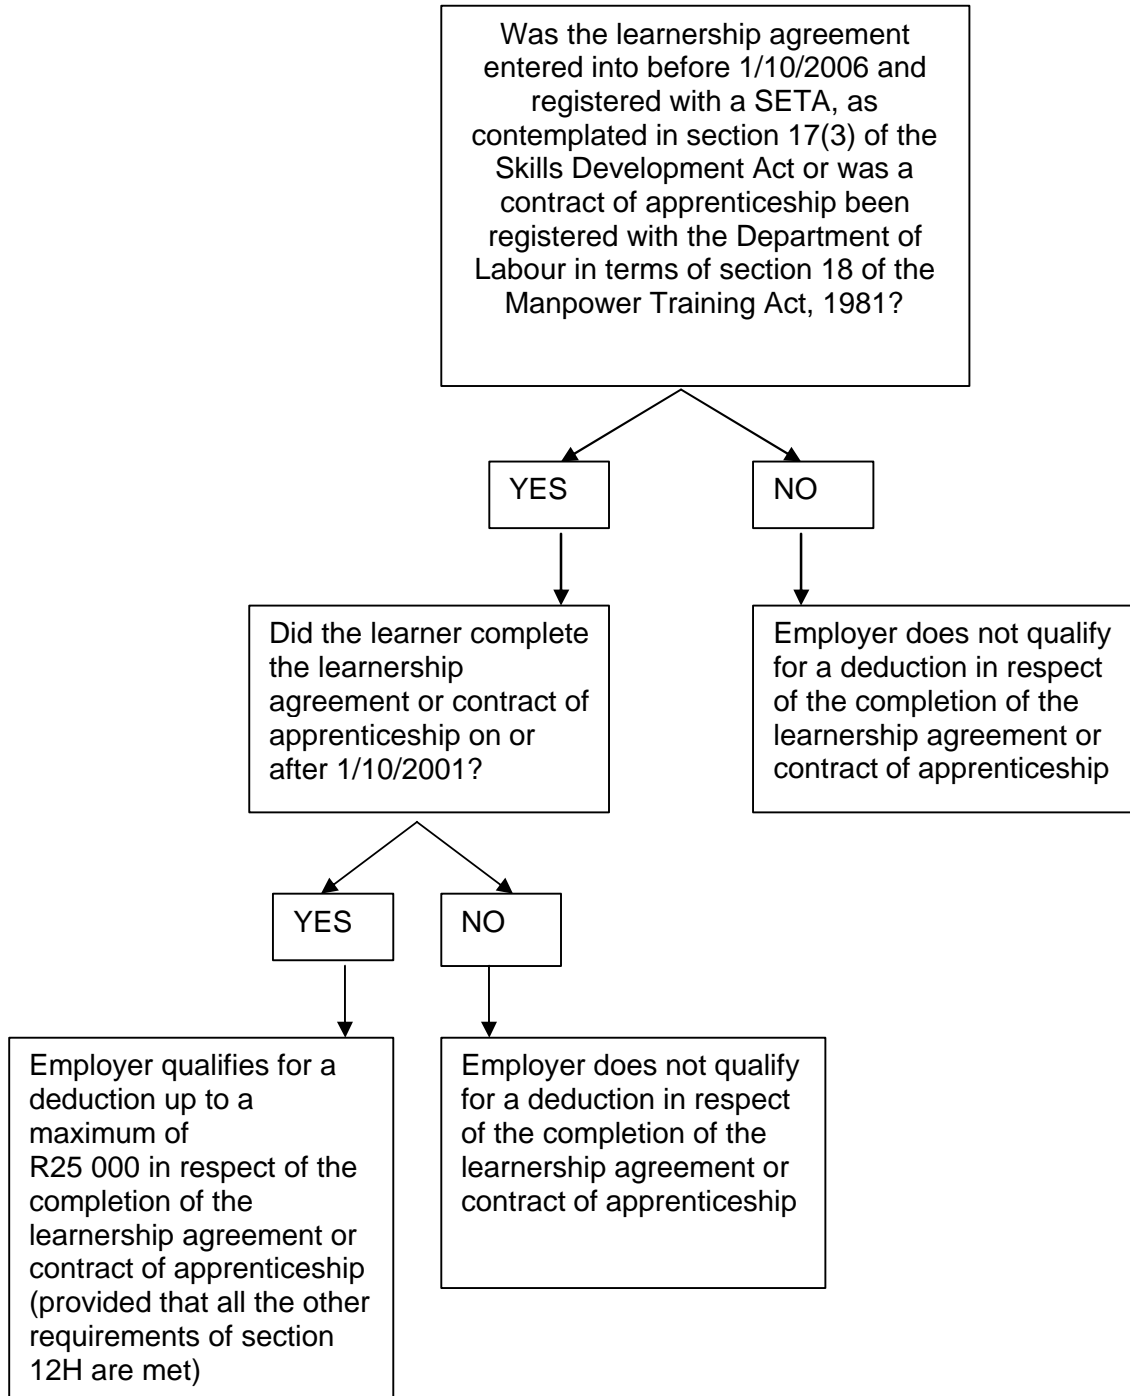 Was the learnership agreement
entered into before 1/10/2006 and
registered with a SETA, as
contemplated in section 17(3) of the
Skills Development Act or was a
contract of apprenticeship been
registered with the Department of
Labour in terms of section 18 of the
Manpower Training Act, 1981?
YES
NO
Did the learner complete
the learnership
agreement or contract of
apprenticeship on or
after 1/10/2001?
Employer does not qualify
for a deduction in respect
of the completion of the
learnership agreement or
contract of apprenticeship
YES
NO
Employer qualifies for a
deduction up to a
maximum of
R25 000 in respect of the
completion of the
learnership agreement or
contract of apprenticeship
(provided that all the other
requirements of section
12H are met)
Employer does not qualify
for a deduction in respect
of the completion of the
learnership agreement or
contract of apprenticeship